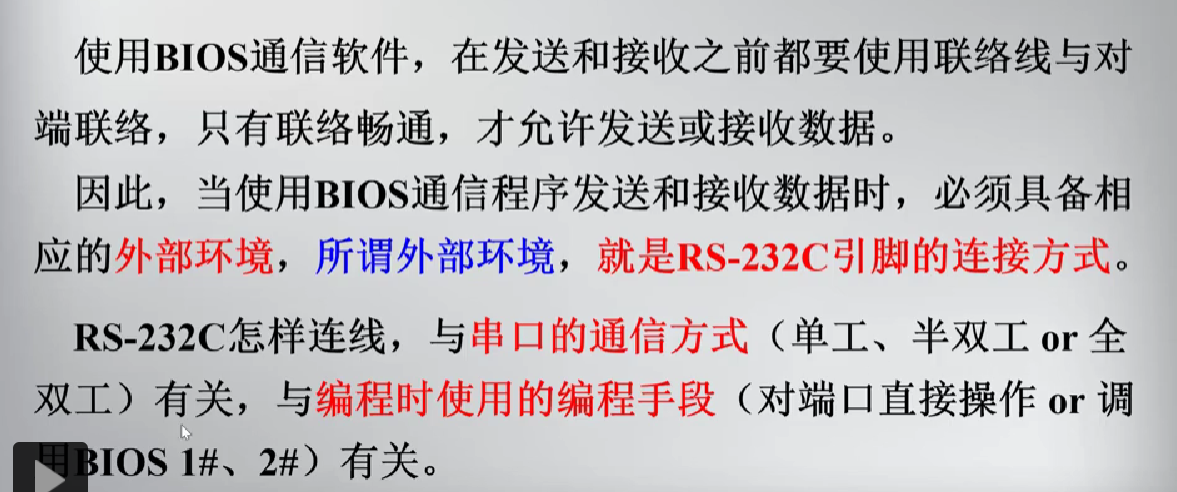 使用BIOS通信软件，在发送和接收之前都要使用联络线与对
端联络，只有联络畅通，才允许发送或接收数据。
因此，当使用BIOS通信程序发送和接收数据时，必须具备相
应的外部环境，所谓外部环境，就是RS-232C引脚的连接方式。
RS-232C怎样连线，与串口的通信方式（单工、半双工 or 全
双工）有关，与编程时使用的编程手段（对端口直接操作 or 调
用BIOS 1#、2#）有关。